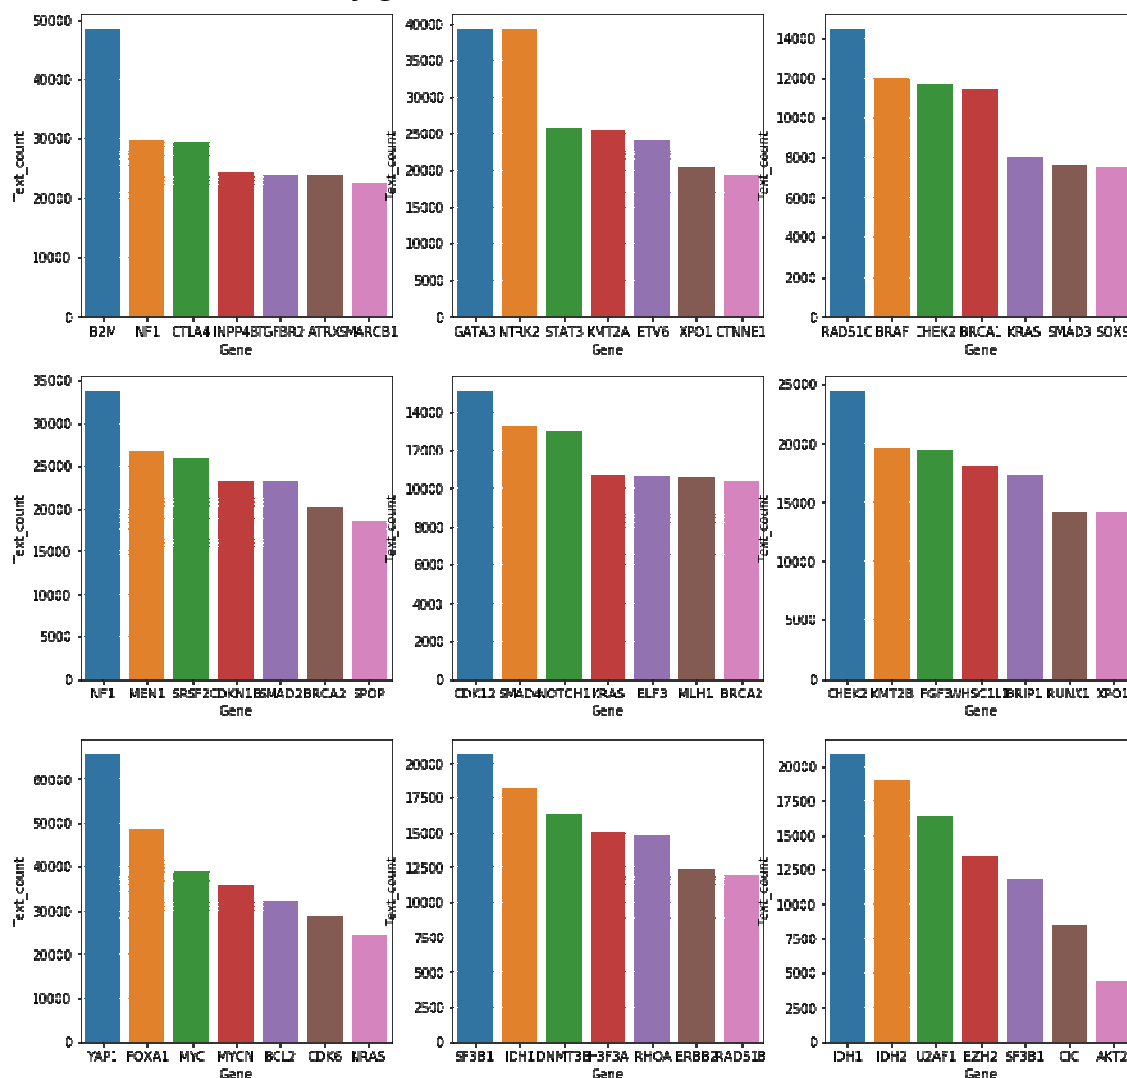 50000
40000
30000
20000
10000
0
Text_count
B2M NF1 CTLA4 INPP4B TGFBR2 ATRX SMARCB1
Gene
40000
35000
30000
25000
20000
15000
10000
5000
0
Text_count
GATA3 NTRK2 STAT3 KMT2A ETV6 XPO1 CTNNB1
Gene
14000
12000
10000
8000
6000
4000
2000
0
Text_count
RAD51C BRAF CHEK2 BRCA1 KRAS SMAD3 SOX9
Gene
35000
30000
25000
20000
15000
10000
5000
0
Text_count
NF1 MEN1 SRSF2 CDKN1B SMAD2 BRCA2 SPOP
Gene
14000
12000
10000
8000
6000
4000
2000
0
Text_count
CDK12 SMAD4 NOTCH1 KRAS ELF3 MLH1 BRCA2
Gene
25000
20000
15000
10000
5000
0
Text_count
CHEK2 KMT2B FGF3 WHSC1L1 BRIP1 RUNX1 XPO1
Gene
60000
50000
40000
30000
20000
10000
0
Text_count
YAP1 FOXA1 MYC MYCN BCL2 CDK6 NRAS
Gene
20000
17500
15000
12500
10000
7500
5000
2500
0
Text_count
SF3B1 IDH1 DNMT3B H3F3A RHOA ERBB2 RAD51B
Gene
20000
17500
15000
12500
10000
7500
5000
2500
0
Text_count
IDH1 IDH2 U2AF1 EZH2 SF3B1 CIC AKT2
Gene